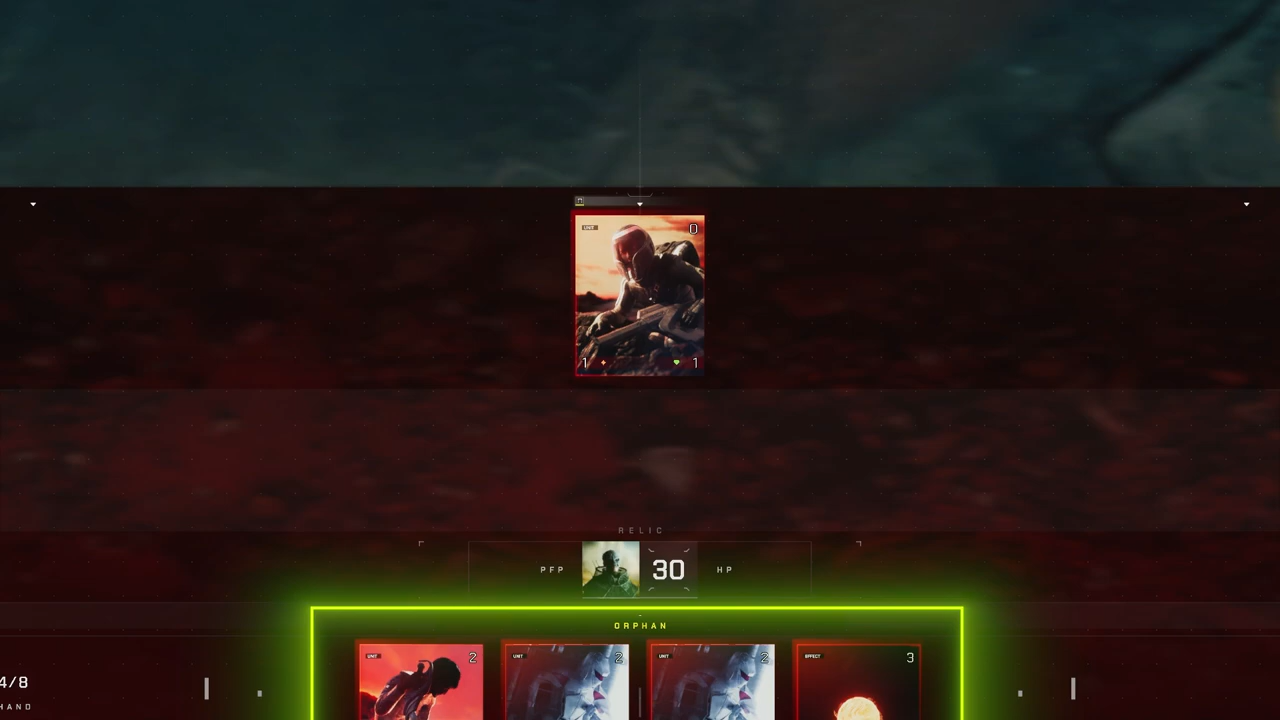 UNIT 0
1 1
RELIC
PFP 30 HP
ORPHAN
UNIT 2 UNIT 2 UNIT 2 EFFECT 3
4/8
HAND